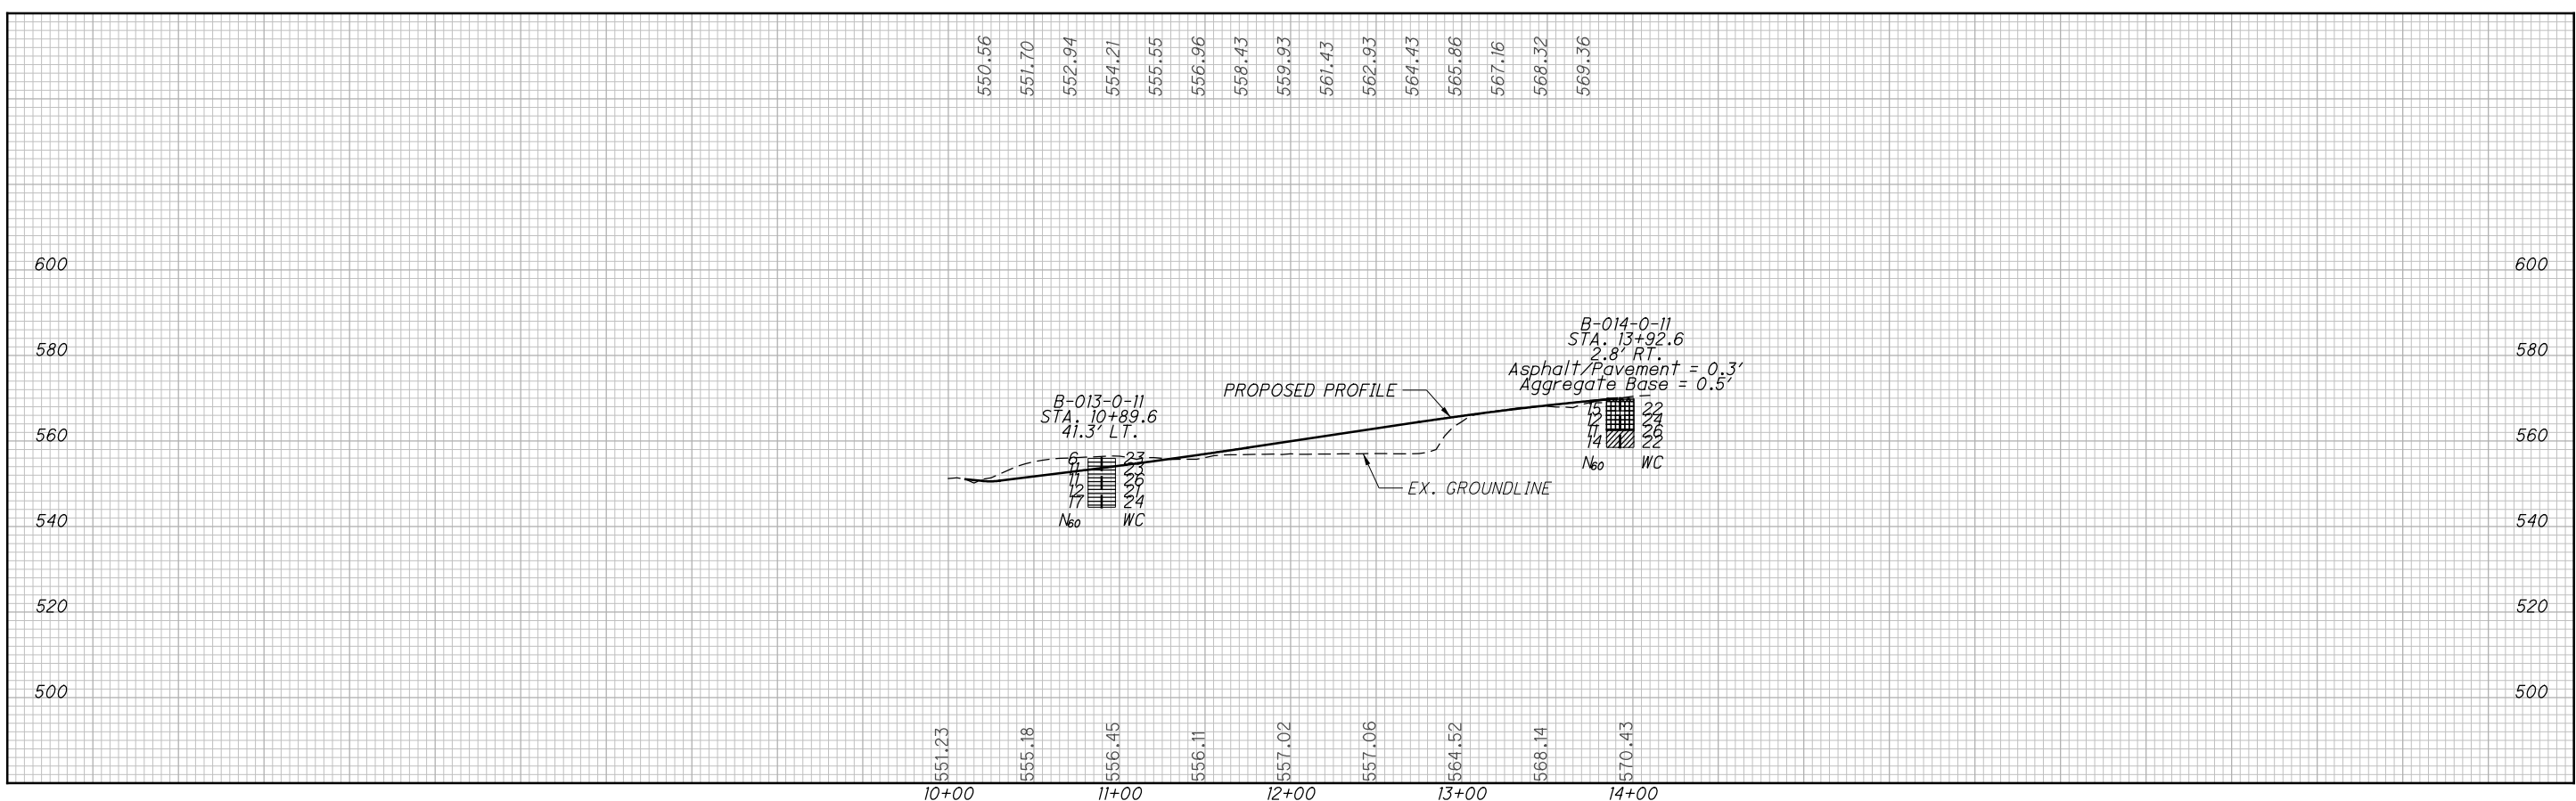 550.56 551.70 552.94 554.21 555.55 556.96 558.43 559.93 561.43 562.93 564.43 565.86 567.16 568.32 569.36
600 600
B-014-0-11
STA. 13+92.6
2.8' RT.
Asphalt/Pavement = 0.3'
Aggregate Base = 0.5'
580 580
PROPOSED PROFILE
B-013-0-11
STA. 10+89.6
41.3' LT.
15 22
12 24
11 26
14 22
N60 WC
560 560
6 23
11 23
11 26
12 21
17 24
N60 WC
EX. GROUNDLINE
540 540
520 520
500 500
551.23 555.18 556.45 556.11 557.02 557.06 564.52 568.14 570.43
10+00 11+00 12+00 13+00 14+00